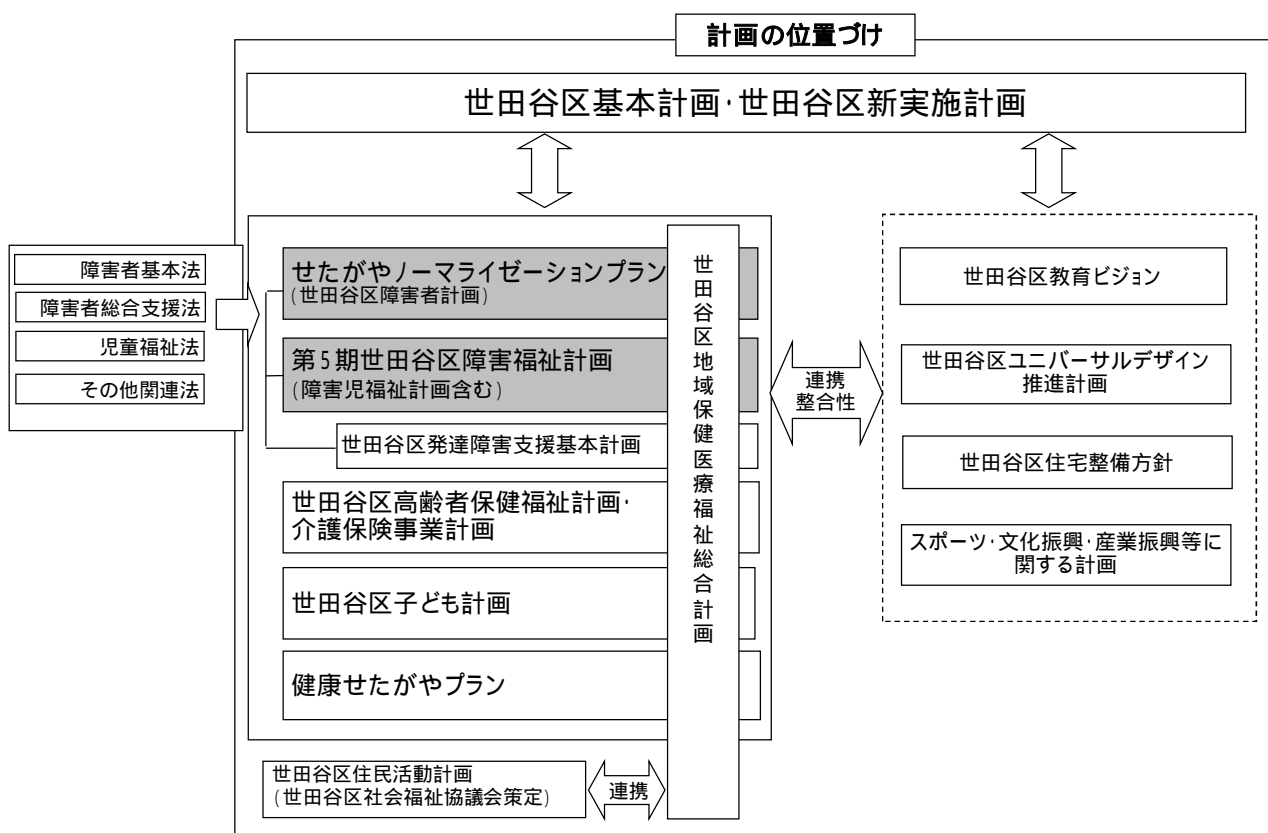 計画の位置づけ
世田谷区基本計画・世田谷区新実施計画
障害者基本法
障害者総合支援法
児童福祉法
その他関連法
せたがやノーマライゼーションプラン
(世田谷区障害者計画)
第5期世田谷区障害福祉計画
(障害児福祉計画含む)
世田谷区発達障害支援基本計画
世田谷区高齢者保健福祉計画・
介護保険事業計画
世田谷区子ども計画
健康せたがやプラン
世田谷区地域保健医療福祉総合計画
連携
整合性
世田谷区教育ビジョン
世田谷区ユニバーサルデザイン
推進計画
世田谷区住宅整備方針
スポーツ・文化振興・産業振興等に
関する計画
世田谷区住民活動計画
(世田谷区社会福祉協議会策定)
連携